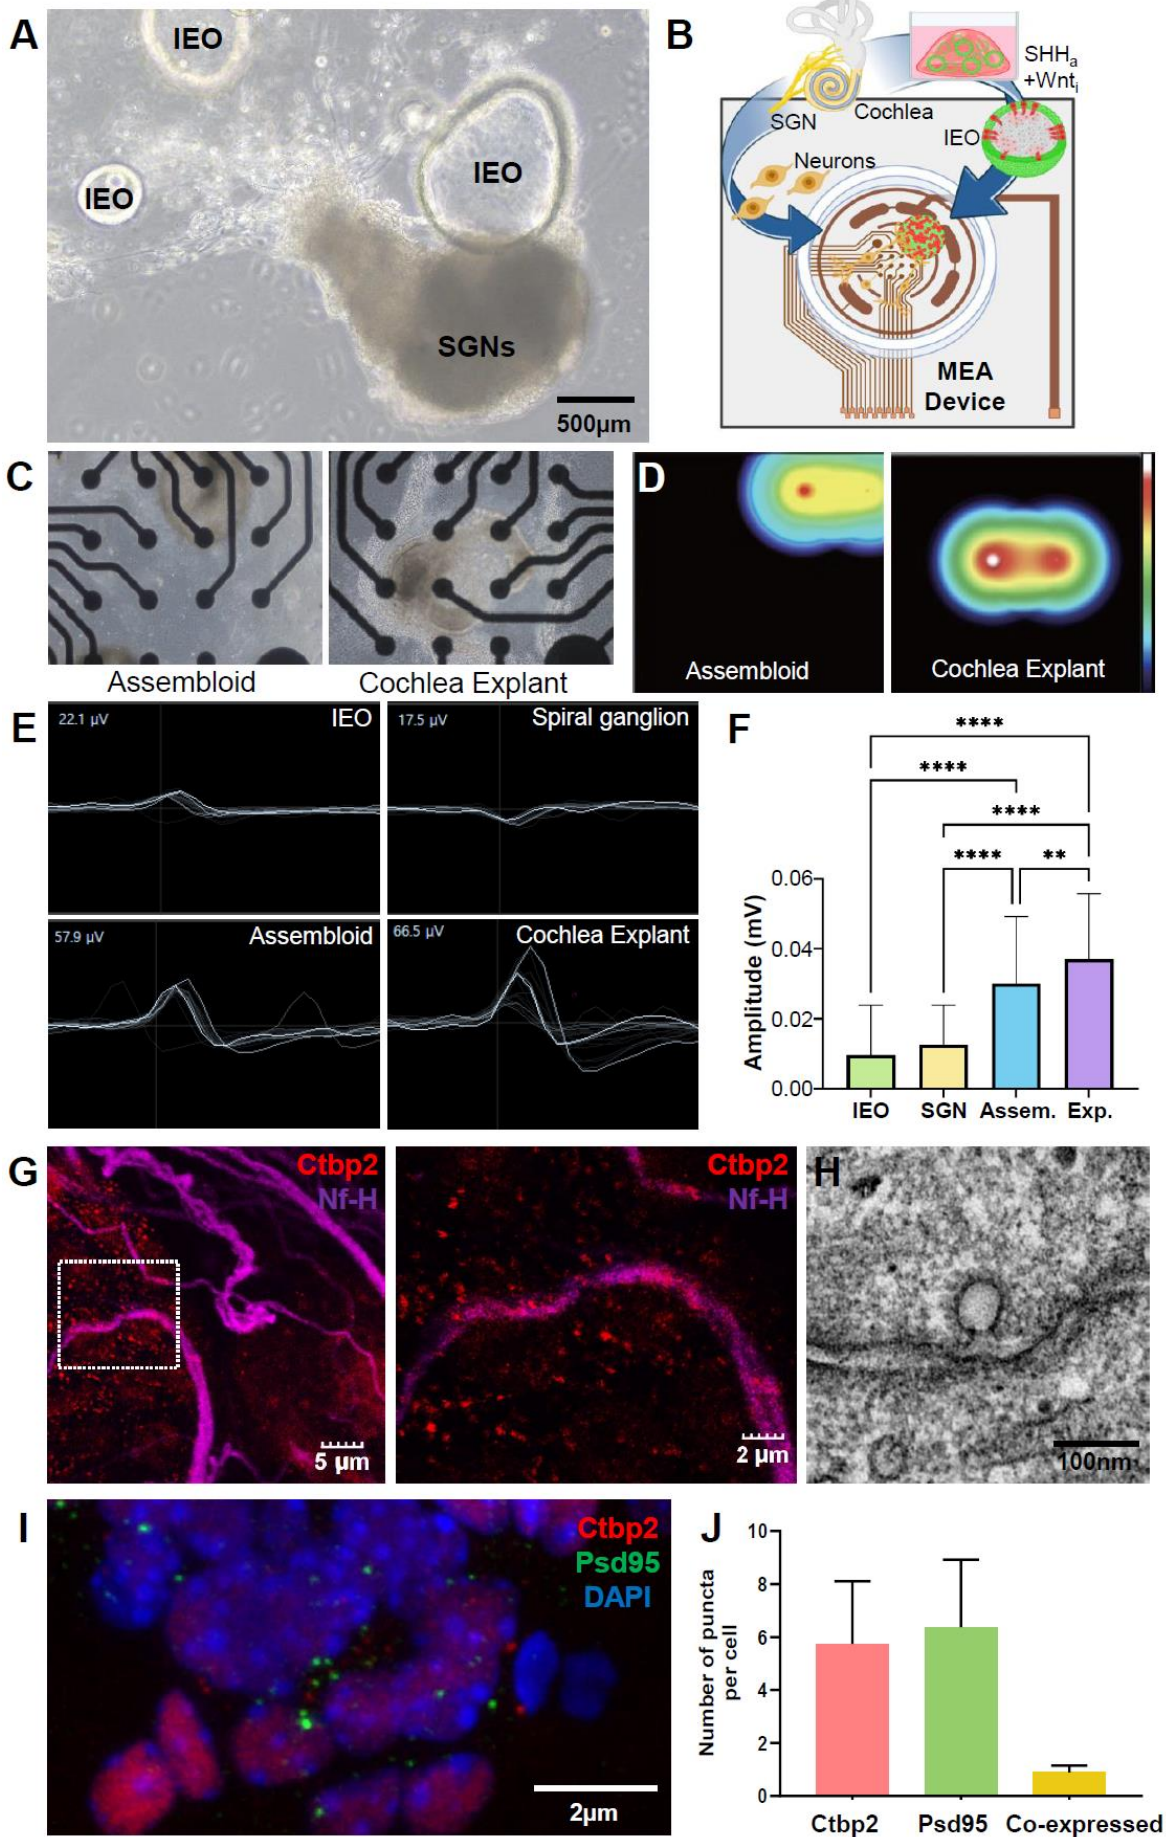 A
IEO
IEO
IEO
SGNs
500µm
B
SHHa
+Wnti
SGN
Cochlea
IEO
Neurons
MEA
Device
C
Assembloid
Cochlea Explant
D
Assembloid
Cochlea Explant
E
22.1 µV
IEO
17.5 µV
Spiral ganglion
57.9 µV
Assembloid
66.5 µV
Cochlea Explant
F
****
****
****
****
**
0.06
0.04
0.02
0.00
Amplitude (mV)
IEO
SGN
Assem.
Exp.
G
Ctbp2
Nf-H
5 µm
Ctbp2
Nf-H
2 µm
H
100nm
I
Ctbp2
Psd95
DAPI
2µm
J
Number of puncta
per cell
10
8
6
4
2
0
Ctbp2
Psd95
Co-expressed